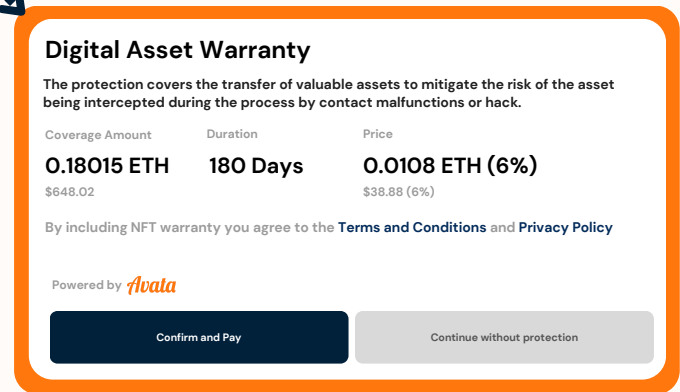 Digital Asset Warranty
The protection covers the transfer of valuable assets to mitigate the risk of the asset
being intercepted during the process by contact malfunctions or hack.
Coverage Amount Duration Price
0.18015 ETH 180 Days 0.0108 ETH (6%)
$648.02 $38.88 (6%)
By including NFT warranty you agree to the Terms and Conditions and Privacy Policy
Powered by Avata
Confirm and Pay Continue without protection